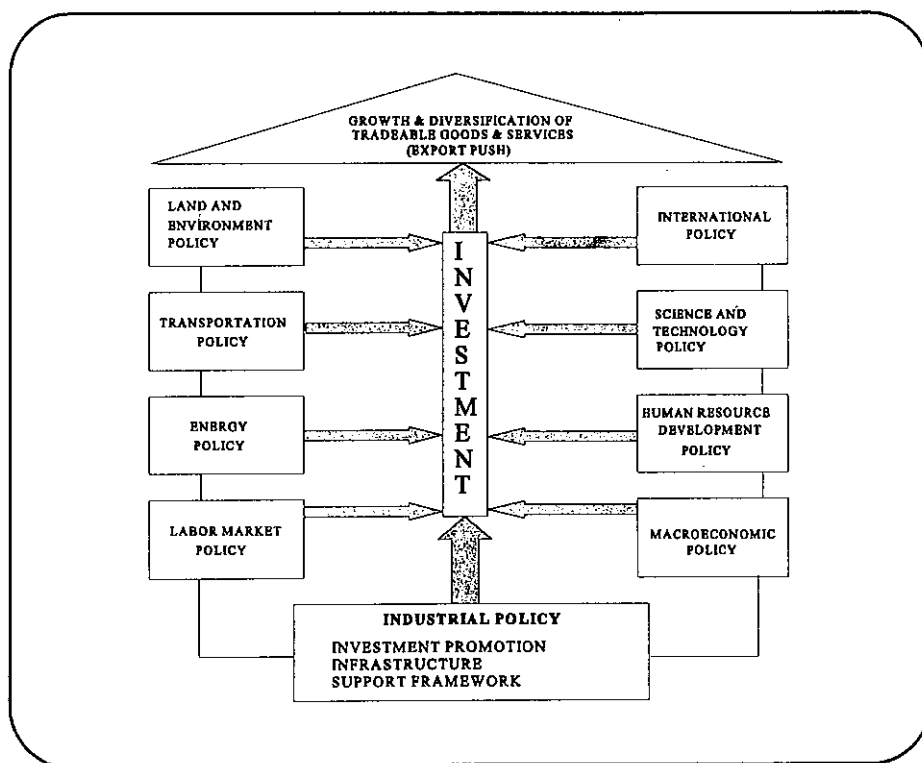 GROWTH & DIVERSIFICATION OF
TRADEABLE GOODS & SERVICES
(EXPORT PUSH)
LAND AND
ENVIRONMENT
POLICY
TRANSPORTATION
POLICY
ENERGY
POLICY
LABOR MARKET
POLICY
INVESTMENT
INTERNATIONAL
POLICY
SCIENCE AND
TECHNOLOGY
POLICY
HUMAN RESOURCE
DEVELOPMENT
POLICY
MACROECONOMIC
POLICY
INDUSTRIAL POLICY
INVESTMENT PROMOTION
INFRASTRUCTURE
SUPPORT FRAMEWORK